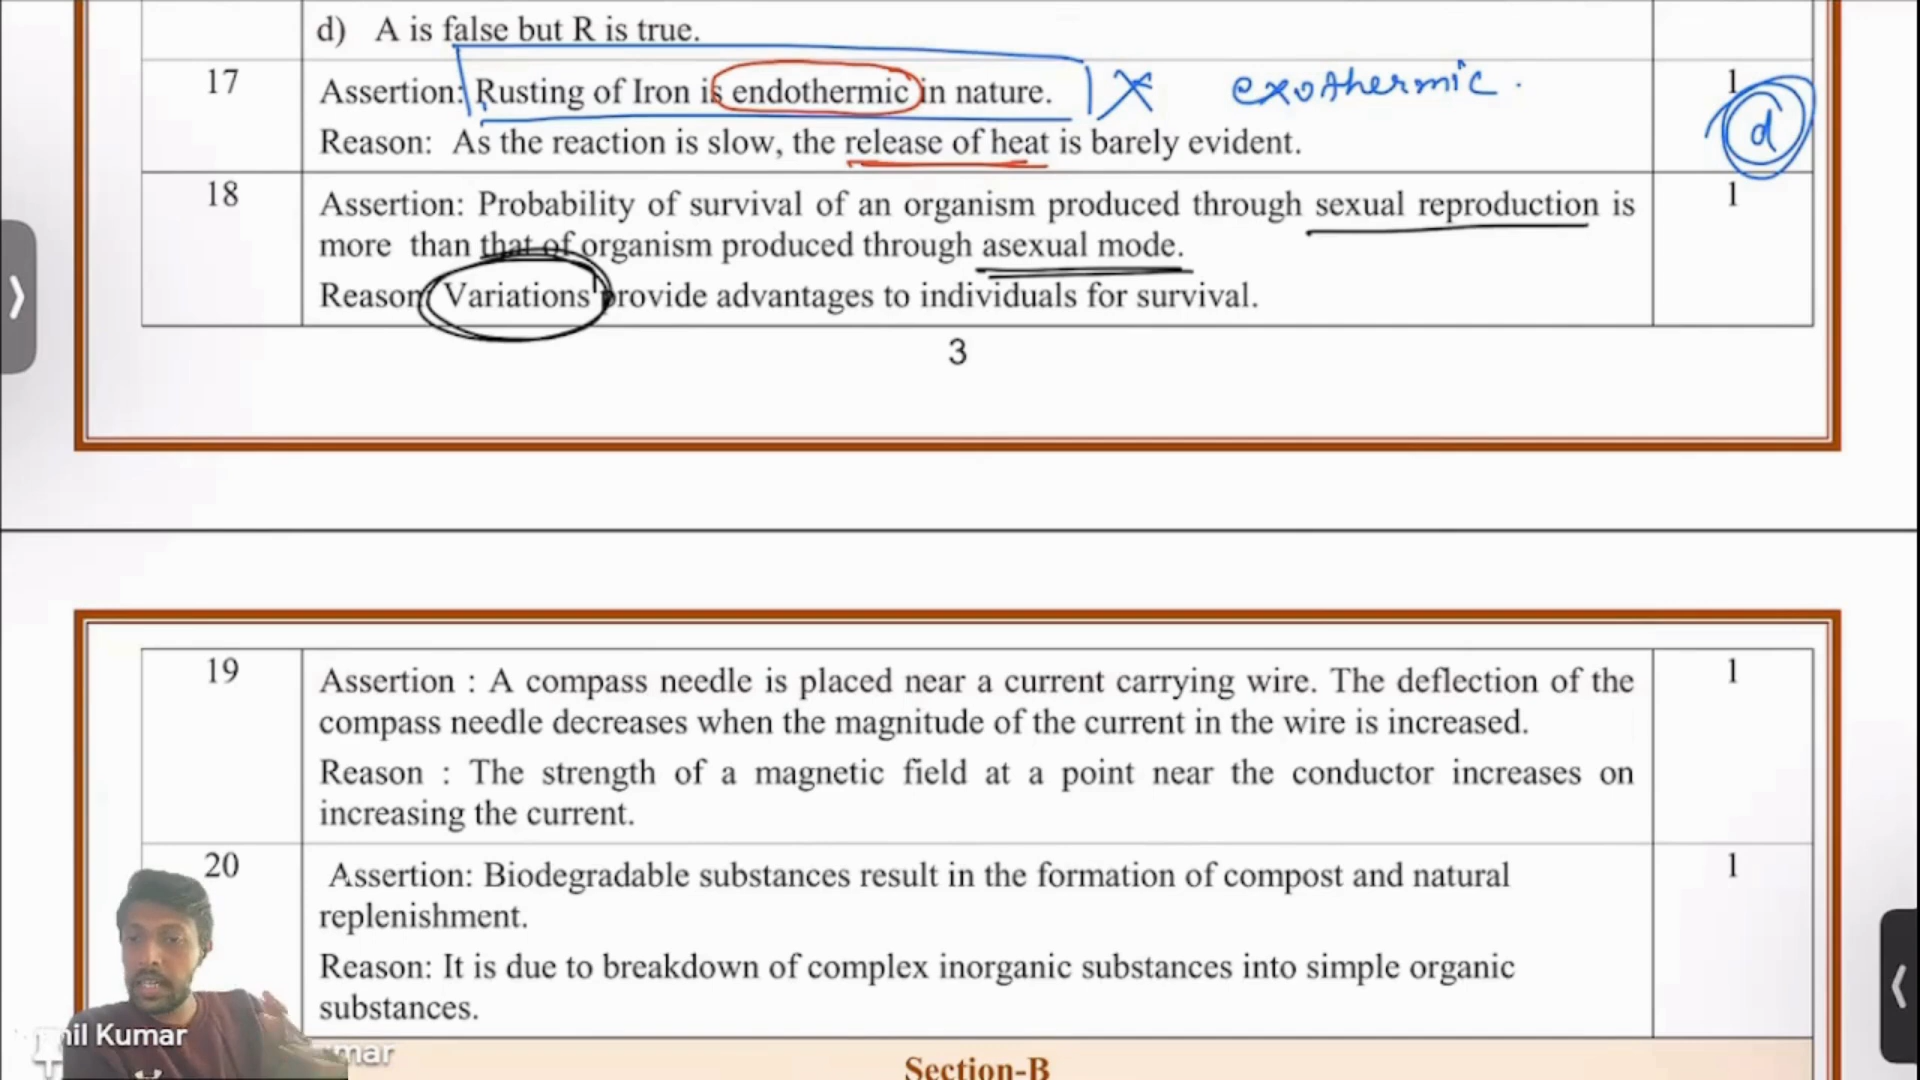 d) A is false but R is true.
17
Assertion: Rusting of Iron is endothermic in nature.
exothermic.
1
d
Reason: As the reaction is slow, the release of heat is barely evident.
18
Assertion: Probability of survival of an organism produced through sexual reproduction is
1
more than that of organism produced through asexual mode.
Reason: Variations provide advantages to individuals for survival.
3
19
Assertion : A compass needle is placed near a current carrying wire. The deflection of the
1
compass needle decreases when the magnitude of the current in the wire is increased.
Reason : The strength of a magnetic field at a point near the conductor increases on
increasing the current.
20
Assertion: Biodegradable substances result in the formation of compost and natural
1
replenishment.
Reason: It is due to breakdown of complex inorganic substances into simple organic
substances.
Kumar
Section-B